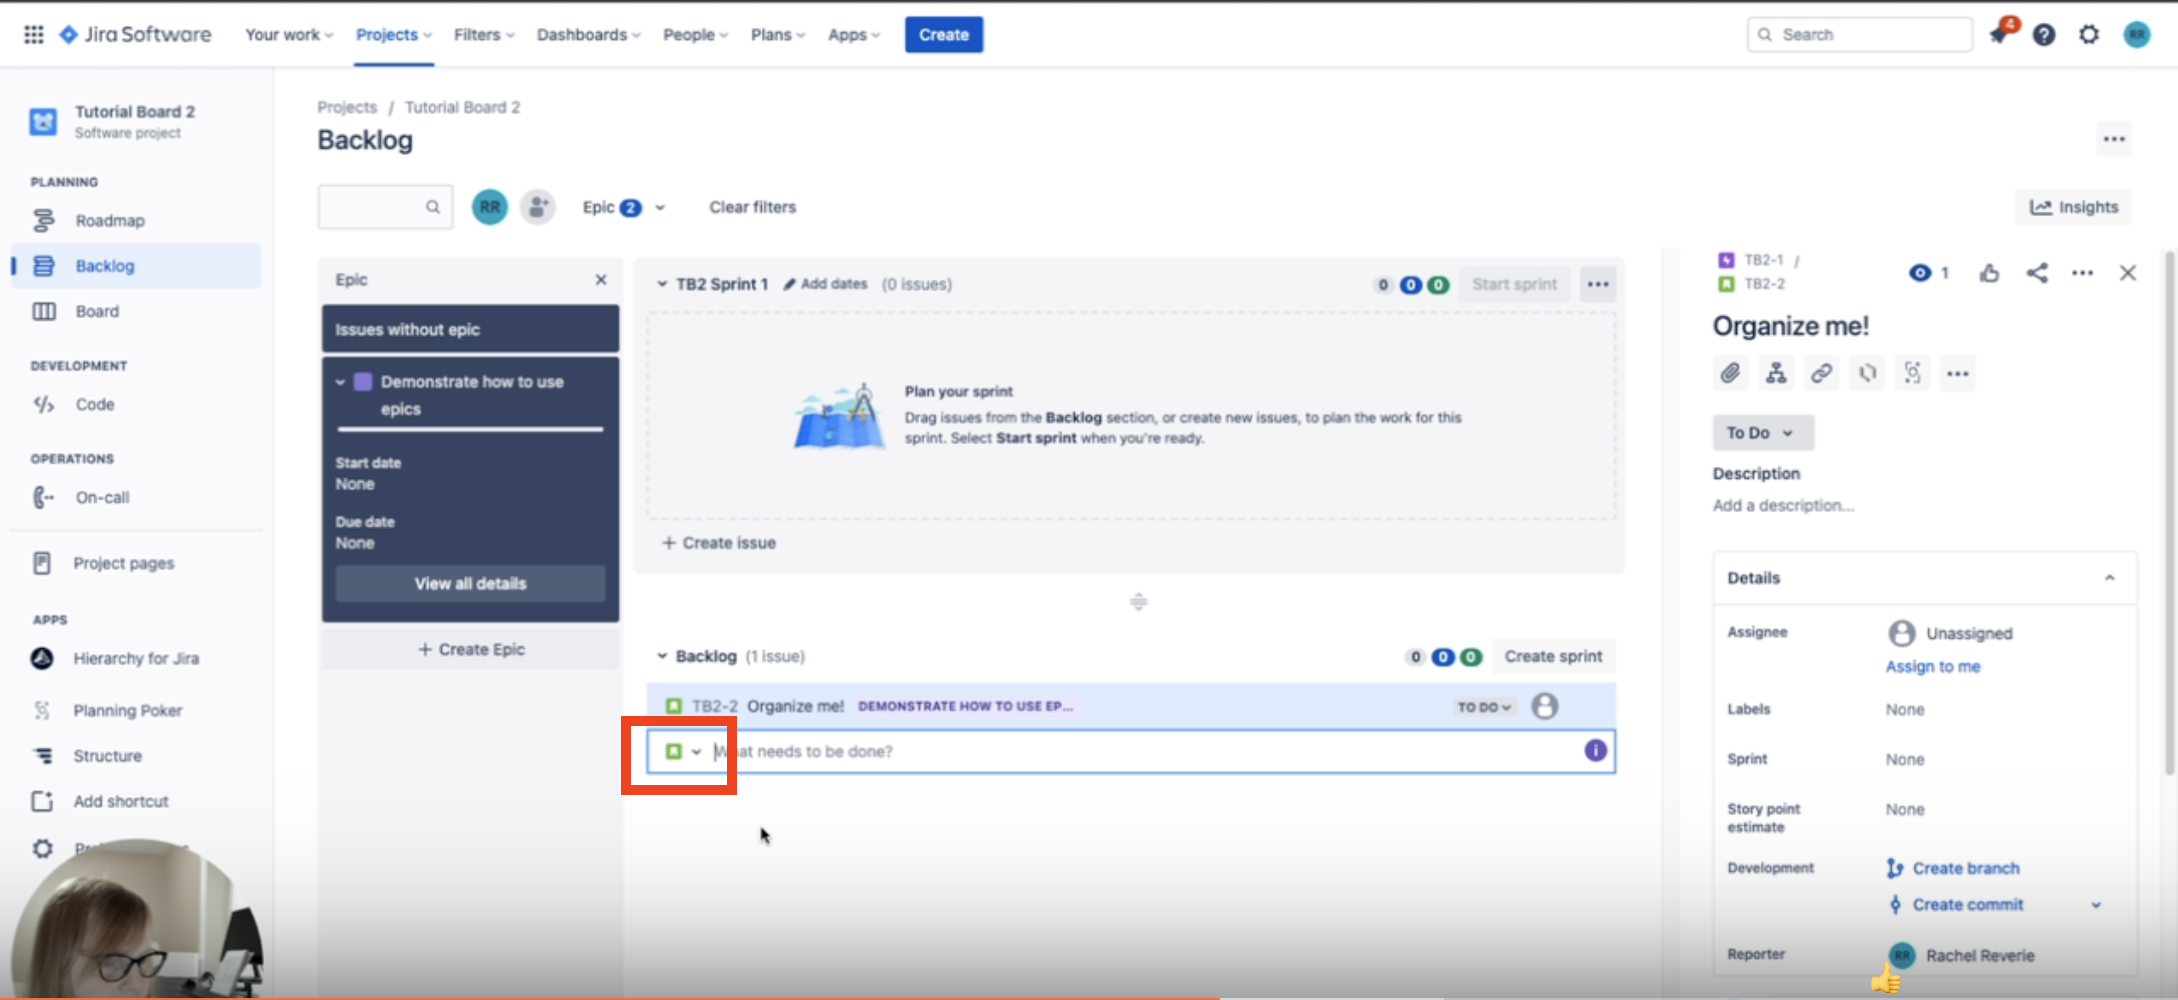 Jira Software
Your work
Projects
Filters
Dashboards
People
Plans
Apps
Create
Search
4
RR
Tutorial Board 2
Software project
PLANNING
Roadmap
Backlog
Board
DEVELOPMENT
Code
OPERATIONS
On-call
Project pages
APPS
Hierarchy for Jira
Planning Poker
Structure
Add shortcut
Projects / Tutorial Board 2
Backlog
RR
Epic 2
Clear filters
Insights
Epic
Issues without epic
Demonstrate how to use
epics
Start date
None
Due date
None
View all details
+ Create Epic
TB2 Sprint 1 Add dates (0 issues)
0 0 0 Start sprint
Plan your sprint
Drag issues from the Backlog section, or create new issues, to plan the work for this
sprint. Select Start sprint when you're ready.
+ Create issue
Backlog (1 issue)
0 0 0 Create sprint
TB2-2 Organize me! DEMONSTRATE HOW TO USE EP...
TO DO
What needs to be done?
TB2-1 /
TB2-2
1
Organize me!
To Do
Description
Add a description...
Details
Assignee
Unassigned
Assign to me
Labels
None
Sprint
None
Story point
estimate
None
Development
Create branch
Create commit
Reporter
RR
Rachel Reverie